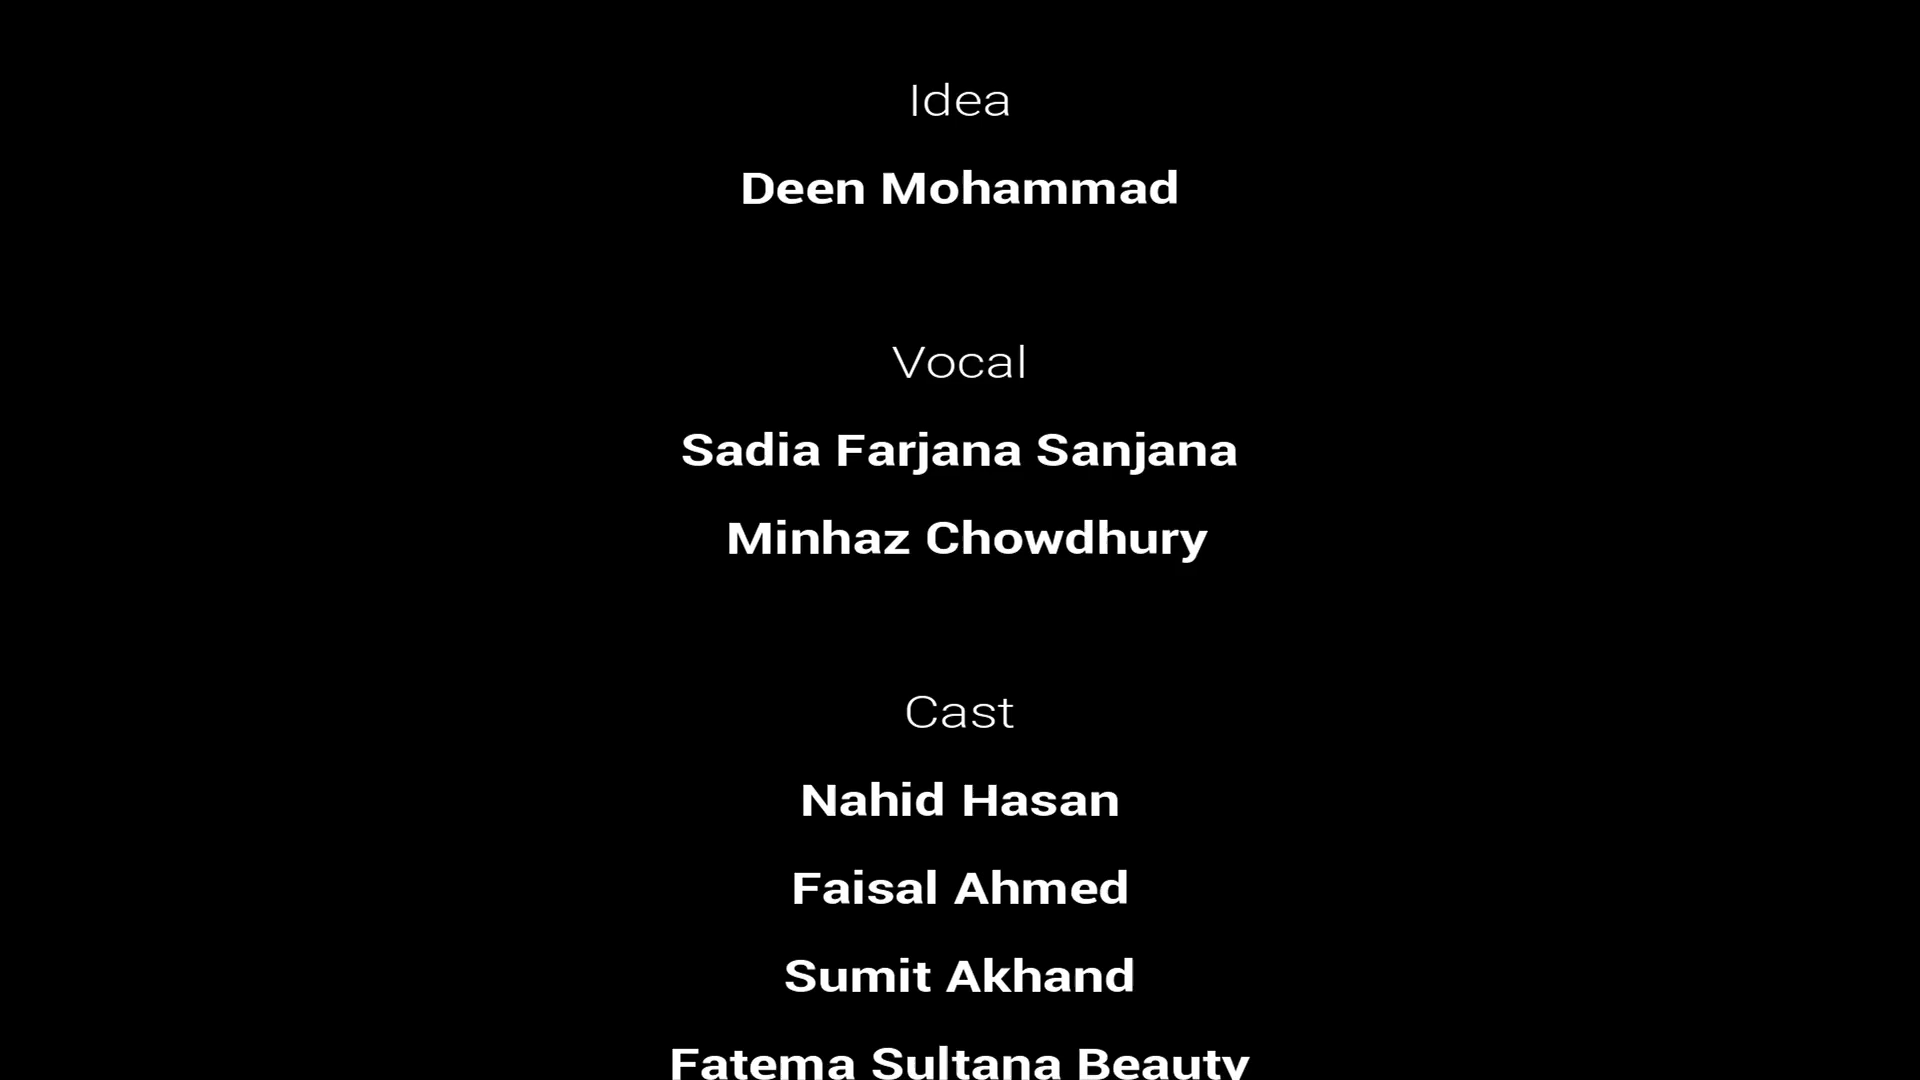 Idea
Deen Mohammad
Vocal
Sadia Farjana Sanjana
Minhaz Chowdhury
Cast
Nahid Hasan
Faisal Ahmed
Sumit Akhand
Fatema Sultana Beauty